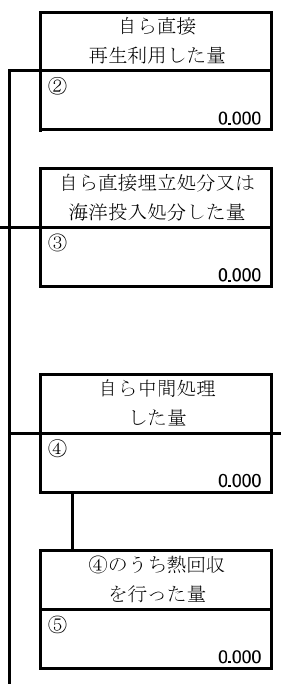 自ら直接
再生利用した量
②
0.000
自ら直接埋立処分又は
海洋投入処分した量
③
0.000
自ら中間処理
した量
④
0.000
④のうち熱回収
を行った量
⑤
0.000